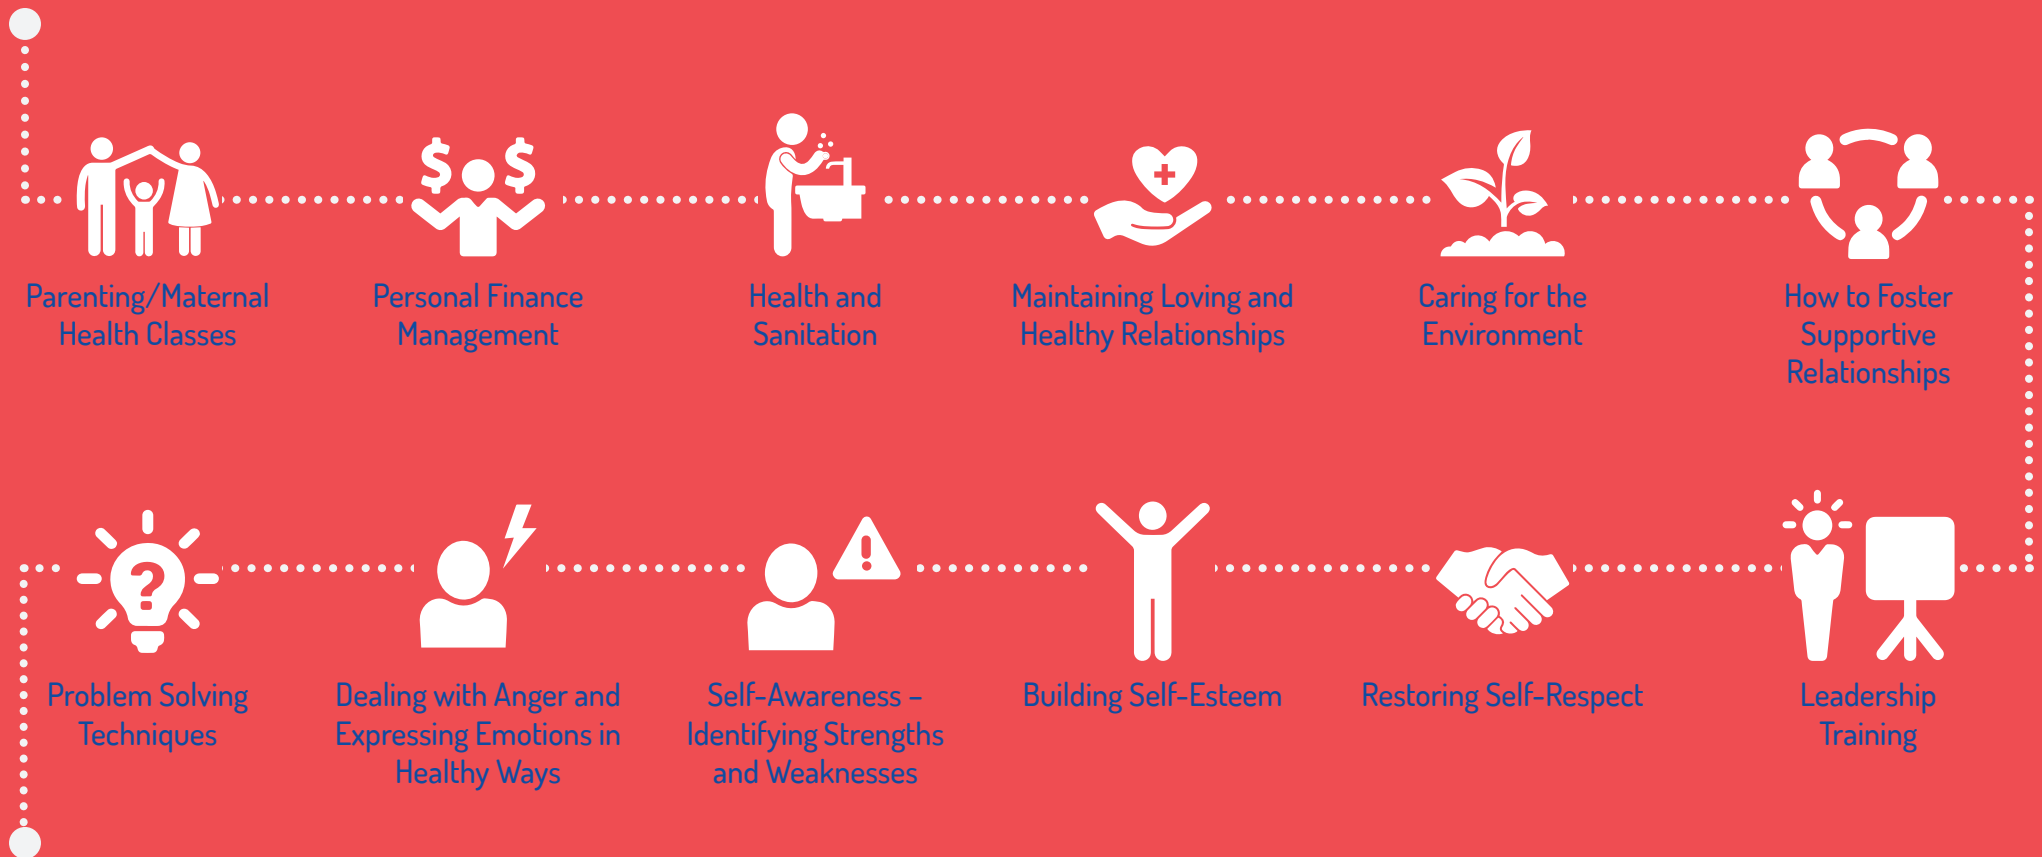 Parenting/Maternal
Health Classes
Personal Finance
Management
Health and
Sanitation
Maintaining Loving and
Healthy Relationships
Caring for the
Environment
How to Foster
Supportive
Relationships
Problem Solving
Techniques
Dealing with Anger and
Expressing Emotions in
Healthy Ways
Self-Awareness –
Identifying Strengths
and Weaknesses
Building Self-Esteem
Restoring Self-Respect
Leadership
Training